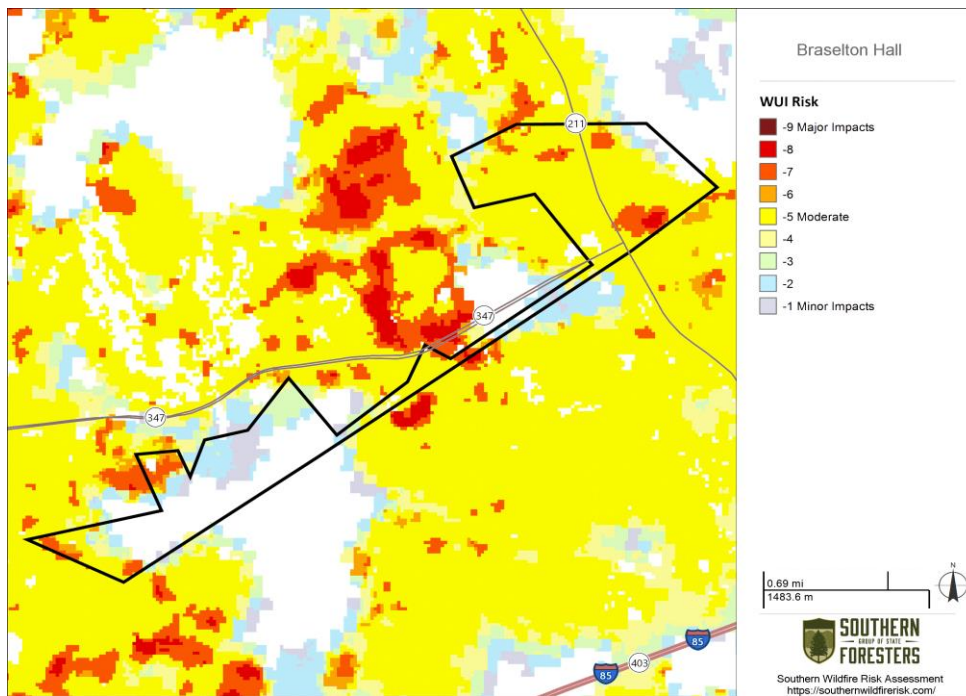 Braselton Hall
WUI Risk
-9 Major Impacts
-8
-7
-6
-5 Moderate
-4
-3
-2
-1 Minor Impacts
211
347
347
85
85
403
0.69 mi
1483.6 m
N
SOUTHERN
GROUP OF STATE
FORESTERS
Southern Wildfire Risk Assessment
https://southernwildfirerisk.com/